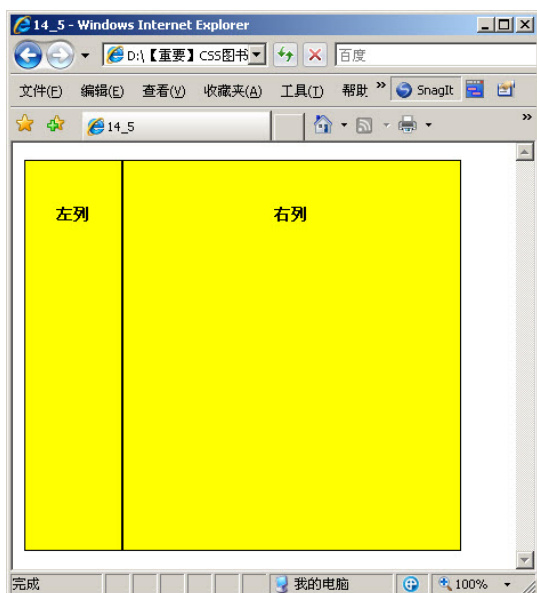 14_5 - Windows Internet Explorer
D:\【重要】CSS图书
百度
文件(F) 编辑(E) 查看(V) 收藏夹(A) 工具(T) 帮助 » SnagIt
14_5 »
左列 右列
完成 我的电脑 100%